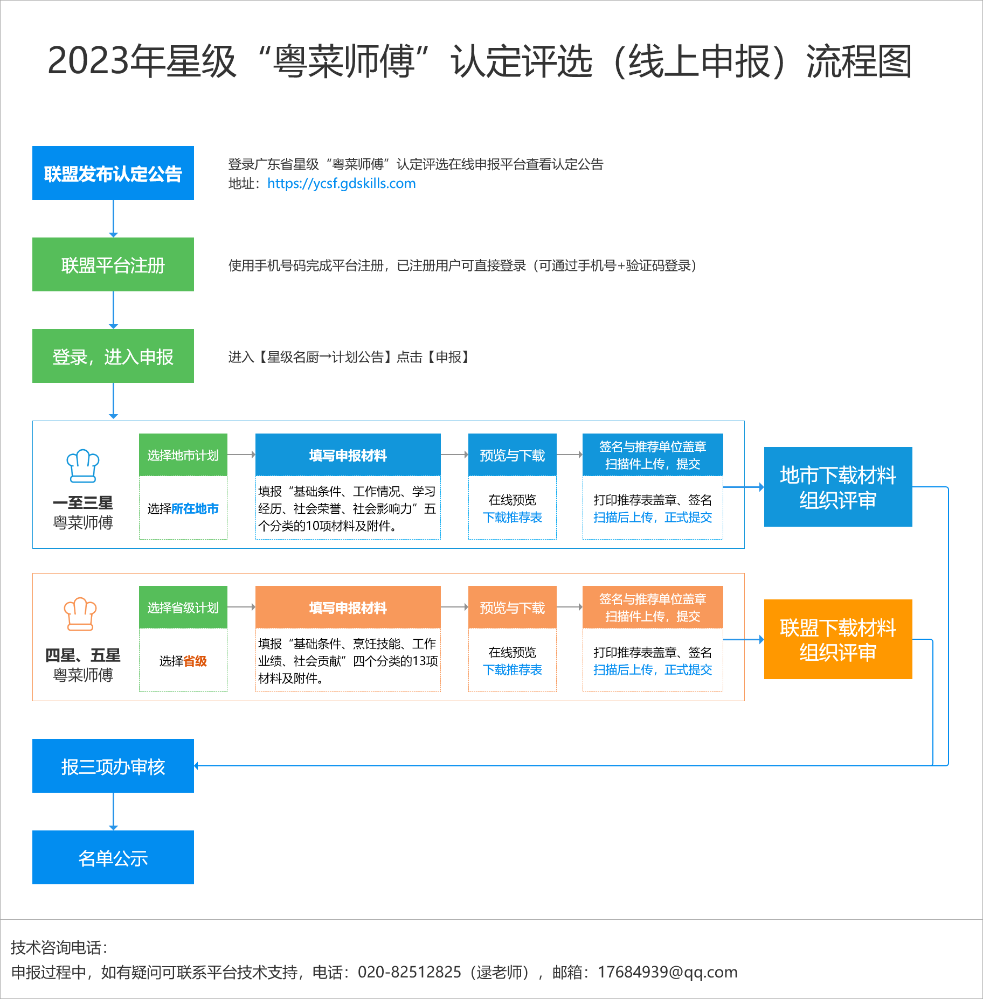 2023年星级“粤菜师傅”认定评选（线上申报）流程图
联盟发布认定公告
登录广东省星级“粤菜师傅”认定评选在线申报平台查看认定公告
地址：https://ycsf.gdskills.com
联盟平台注册
使用手机号码完成平台注册，已注册用户可直接登录（可通过手机号+验证码登录）
登录，进入申报
进入【星级名厨→计划公告】点击【申报】
一至三星
粤菜师傅
选择地市计划
选择所在地市
填写申报材料
填报“基础条件、工作情况、学习
经历、社会荣誉、社会影响力”五
个分类的10项材料及附件。
预览与下载
在线预览
下载推荐表
签名与推荐单位盖章
扫描件上传，提交
打印推荐表盖章、签名
扫描后上传，正式提交
地市下载材料
组织评审
四星、五星
粤菜师傅
选择省级计划
选择省级
填写申报材料
填报“基础条件、烹饪技能、工作
业绩、社会贡献”四个分类的13项
材料及附件。
预览与下载
在线预览
下载推荐表
签名与推荐单位盖章
扫描件上传，提交
打印推荐表盖章、签名
扫描后上传，正式提交
联盟下载材料
组织评审
报三项办审核
名单公示
技术咨询电话：
申报过程中，如有疑问可联系平台技术支持，电话：020-82512825（逯老师），邮箱：17684939@qq.com